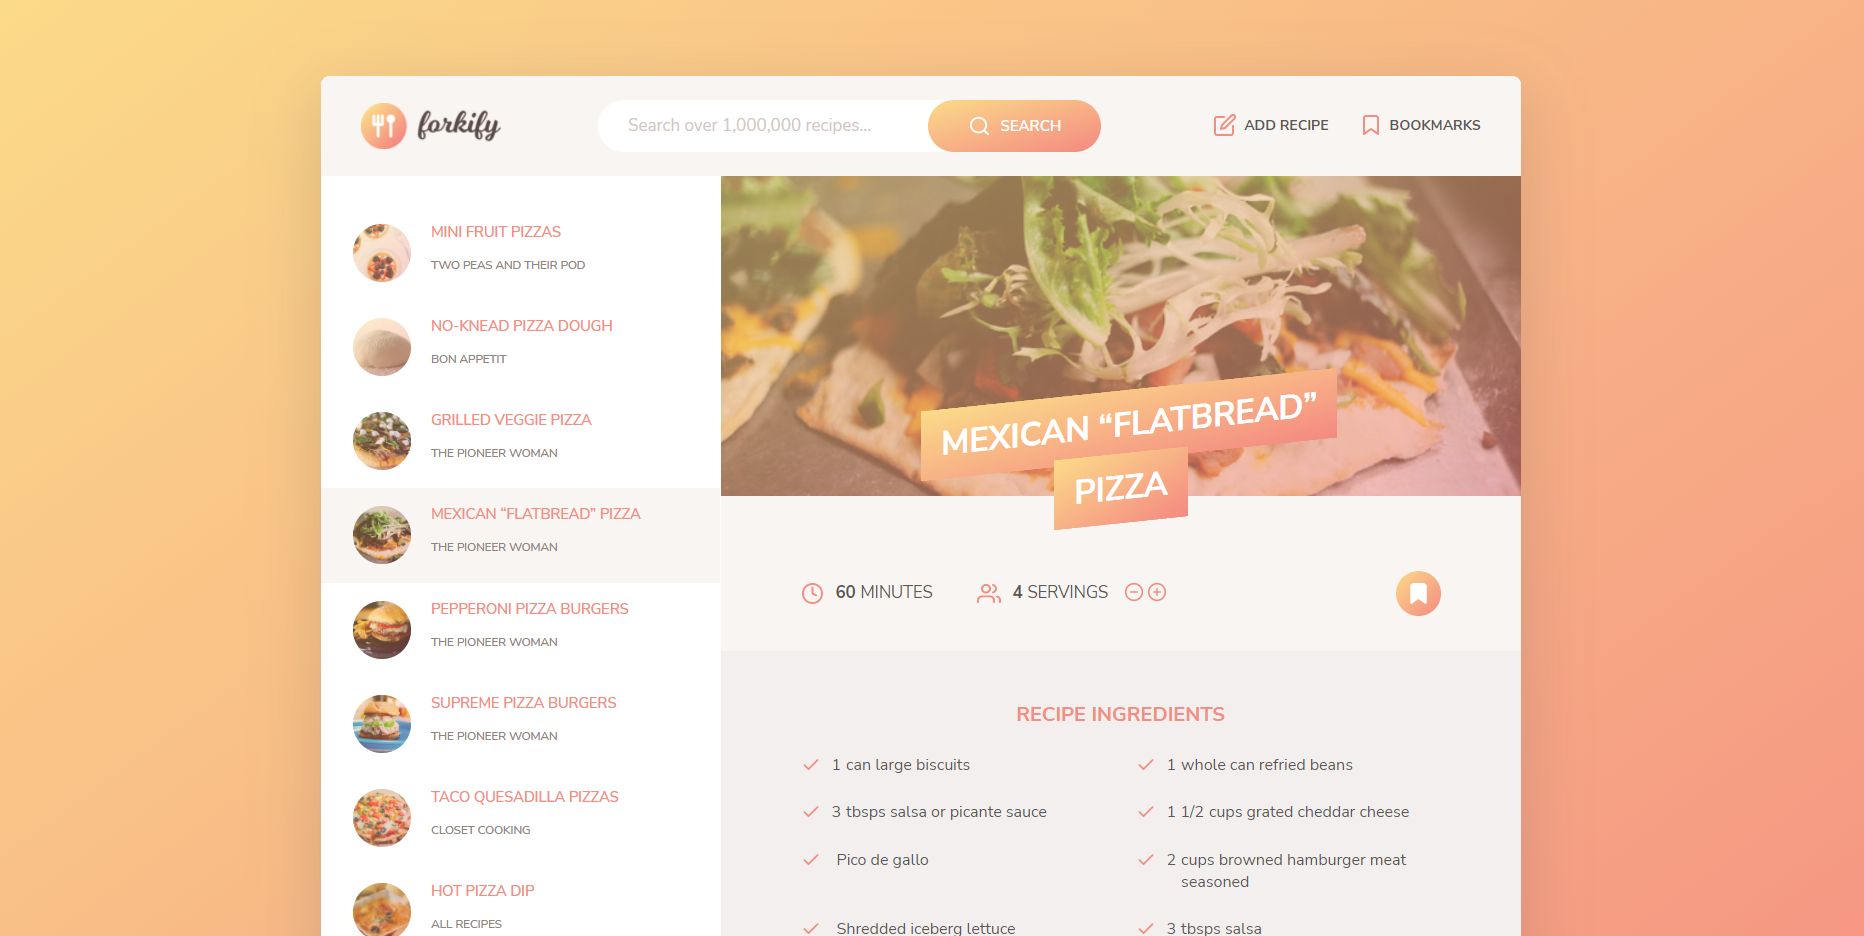 forkify
Search over 1,000,000 recipes...
SEARCH
ADD RECIPE
BOOKMARKS
MINI FRUIT PIZZAS
TWO PEAS AND THEIR POD
NO-KNEAD PIZZA DOUGH
BON APPETIT
GRILLED VEGGIE PIZZA
THE PIONEER WOMAN
MEXICAN “FLATBREAD” PIZZA
THE PIONEER WOMAN
PEPPERONI PIZZA BURGERS
THE PIONEER WOMAN
SUPREME PIZZA BURGERS
THE PIONEER WOMAN
TACO QUESADILLA PIZZAS
CLOSET COOKING
HOT PIZZA DIP
ALL RECIPES
MEXICAN “FLATBREAD”
PIZZA
60 MINUTES
4 SERVINGS
RECIPE INGREDIENTS
1 can large biscuits
1 whole can refried beans
3 tbsps salsa or picante sauce
1 1/2 cups grated cheddar cheese
Pico de gallo
2 cups browned hamburger meat
seasoned
Shredded iceberg lettuce
3 tbsps salsa